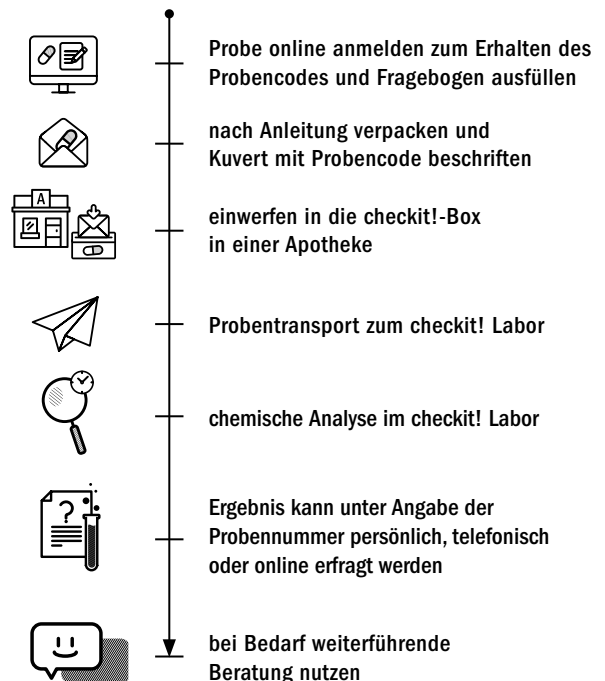 Probe online anmelden zum Erhalten des
Probencodes und Fragebogen ausfüllen
nach Anleitung verpacken und
Kuvert mit Probencode beschriften
A
einwerfen in die checkit!-Box
in einer Apotheke
Probentransport zum checkit! Labor
chemische Analyse im checkit! Labor
?
Ergebnis kann unter Angabe der
Probennummer persönlich, telefonisch
oder online erfragt werden
bei Bedarf weiterführende
Beratung nutzen